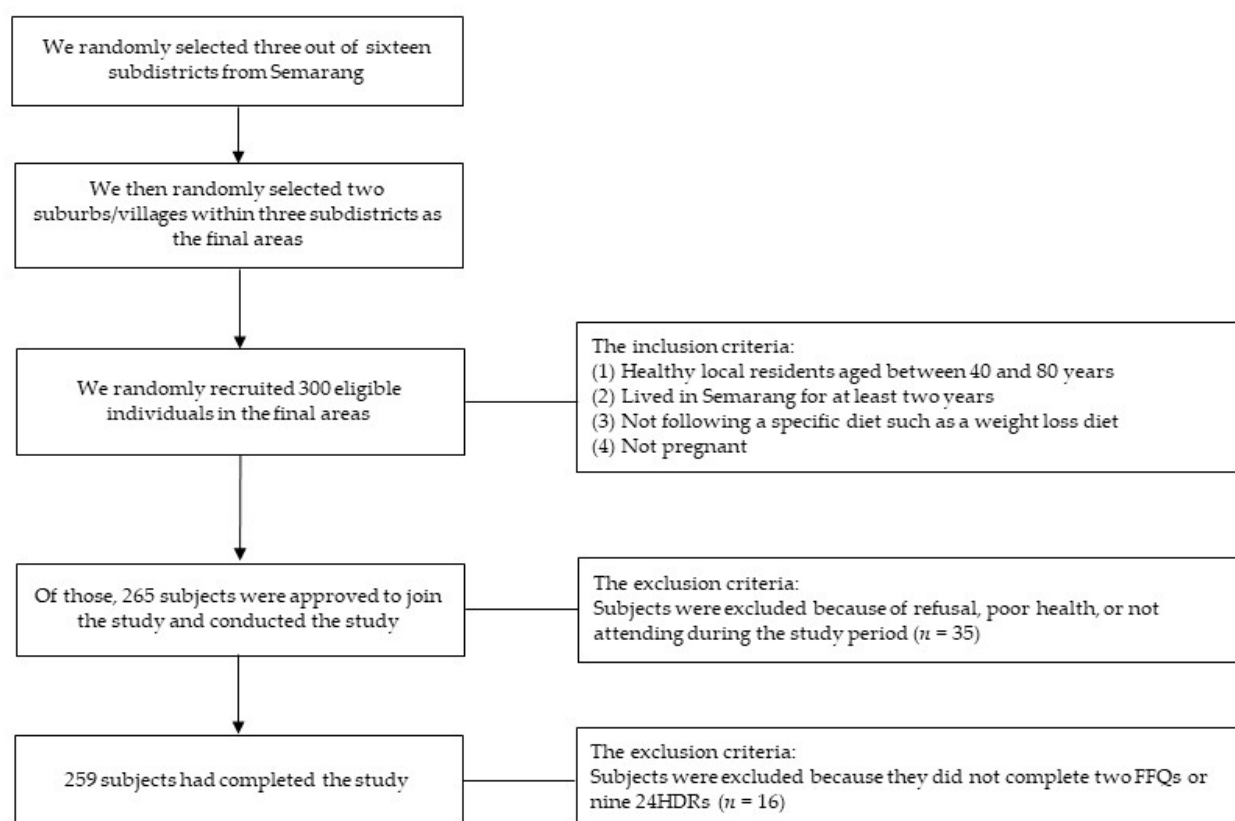 We randomly selected three out of sixteen
subdistricts from Semarang
We then randomly selected two
suburbs/villages within three subdistricts as
the final areas
We randomly recruited 300 eligible
individuals in the final areas
The inclusion criteria:
(1) Healthy local residents aged between 40 and 80 years
(2) Lived in Semarang for at least two years
(3) Not following a specific diet such as a weight loss diet
(4) Not pregnant
Of those, 265 subjects were approved to join
the study and conducted the study
The exclusion criteria:
Subjects were excluded because of refusal, poor health, or not
attending during the study period (n = 35)
259 subjects had completed the study
The exclusion criteria:
Subjects were excluded because they did not complete two FFQs or
nine 24HDRs (n = 16)